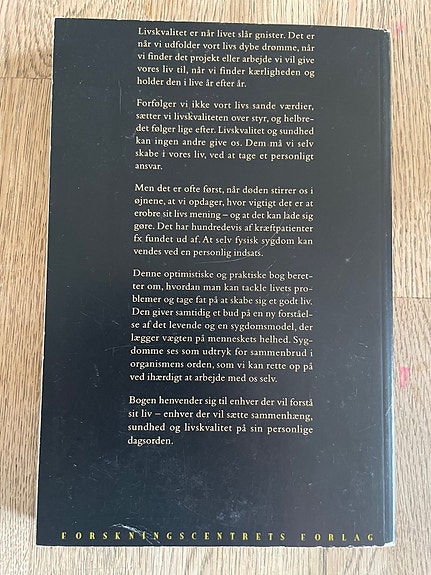 Livskvalitet er når livet slår gnister. Det er
når vi udfolder vort livs dybe drømme, når
vi finder det projekt eller arbejde vi vil give
vores liv til, når vi finder kærligheden og
holder den i live år efter år.
Forfølger vi ikke vort livs sande værdier,
sætter vi livskvaliteten over styr, og helbre-
det følger lige efter. Livskvalitet og sundhed
kan ingen andre give os. Dem må vi selv
skabe i vores liv, ved at tage et personligt
ansvar.
Men det er ofte først, når døden stirrer os i
øjnene, at vi opdager, hvor vigtigt det er at
erobre sit livs mening – og at det kan lade sig
gøre. Det har hundredevis af kræftpatienter
fx fundet ud af. At selv fysisk sygdom kan
vendes ved en personlig indsats.
Denne optimistiske og praktiske bog beret-
ter om, hvordan man kan tackle livets pro-
blemer og tage fat på at skabe sig et godt liv.
Den giver samtidig et bud på en ny forståel-
se af det levende og en sygdomsmodel, der
lægger vægten på menneskets helhed. Syg-
domme ses som udtryk for sammenbrud i
organismens orden, som vi kan rette op på
ved ihærdigt at arbejde med os selv.
Bogen henvender sig til enhver der vil forstå
sit liv – enhver der vil sætte sammenhæng,
sundhed og livskvalitet på sin personlige
dagsorden.
FORSKNINGSCENTRETS FORLAG